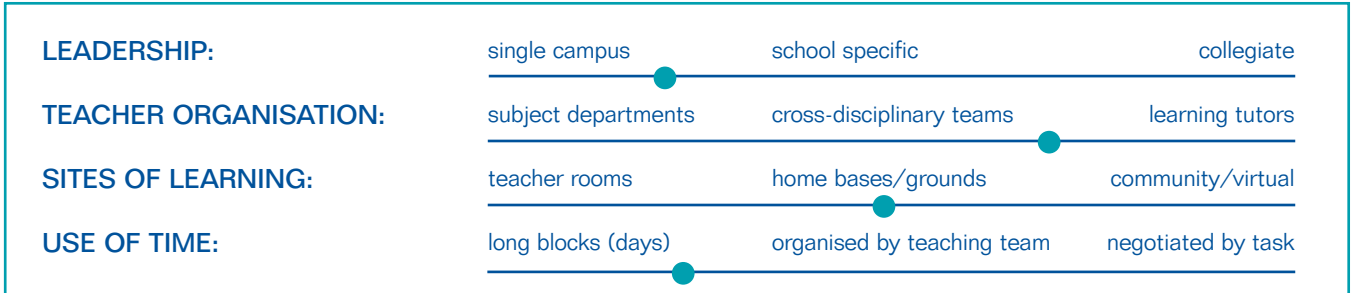 LEADERSHIP: single campus school specific collegiate
TEACHER ORGANISATION: subject departments cross-disciplinary teams learning tutors
SITES OF LEARNING: teacher rooms home bases/grounds community/virtual
USE OF TIME: long blocks (days) organised by teaching team negotiated by task